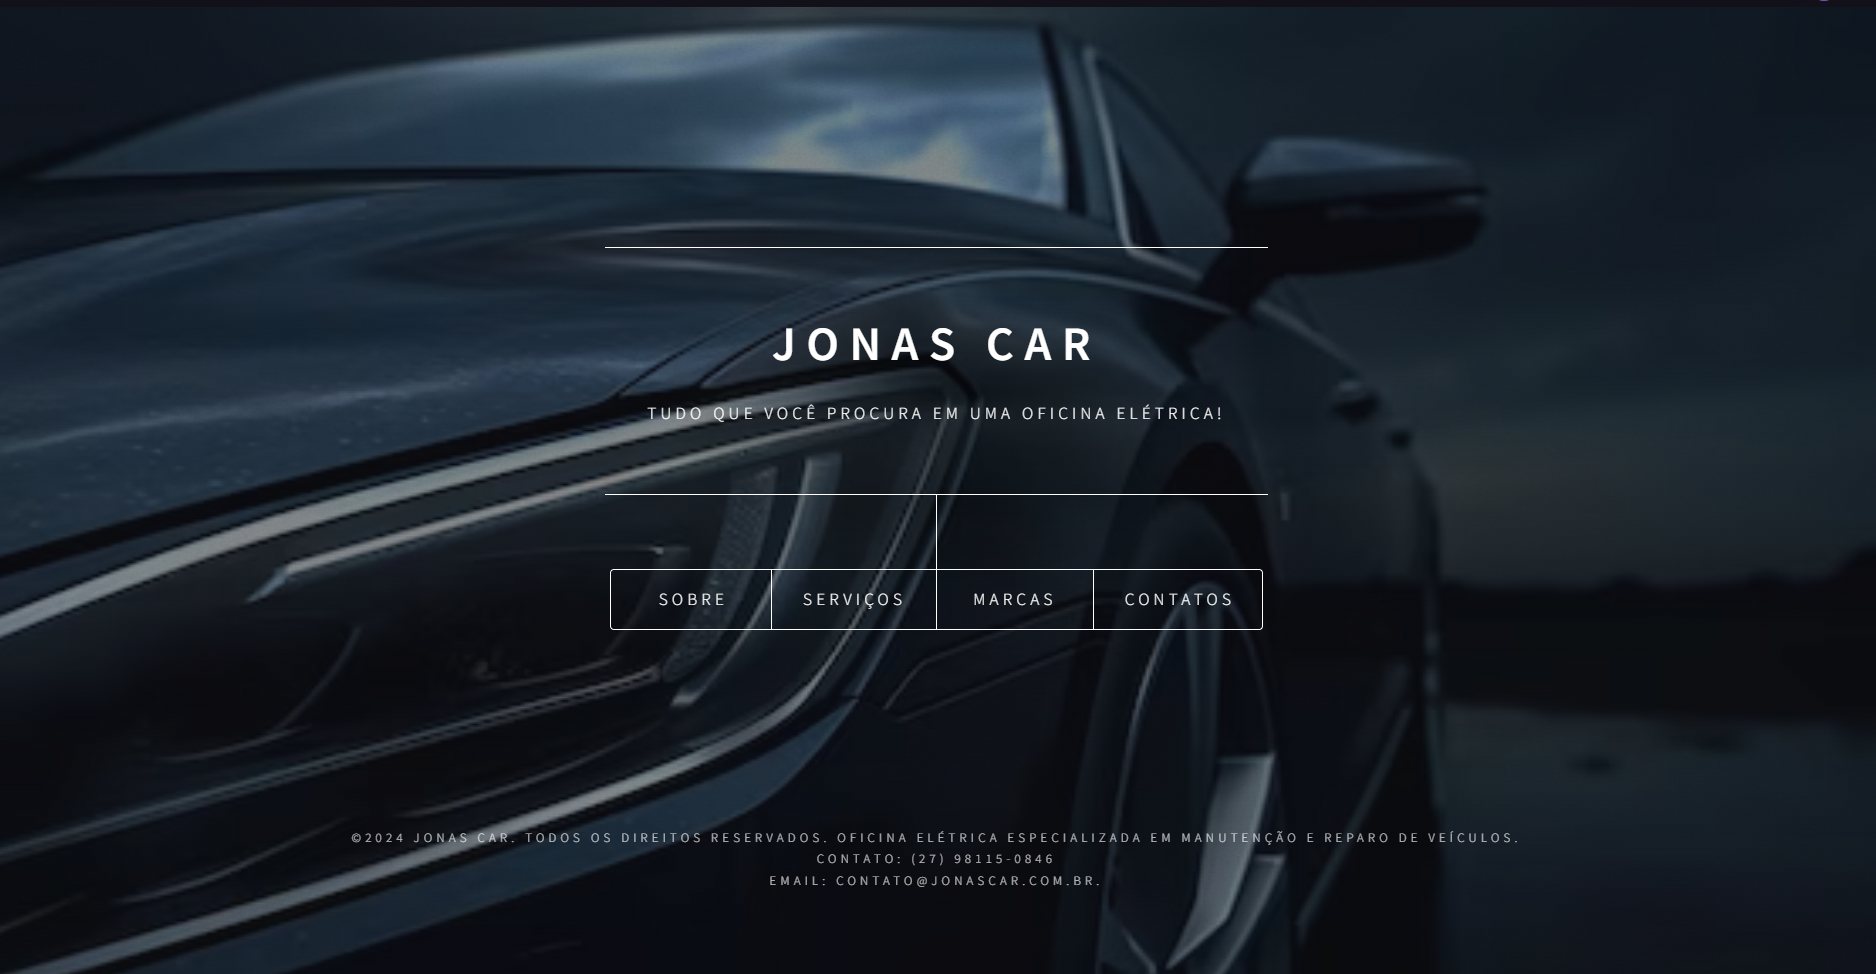 JONAS CAR
TUDO QUE VOCÊ PROCURA EM UMA OFICINA ELÉTRICA!
SOBRE
SERVIÇOS
MARCAS
CONTATOS
©2024 JONAS CAR. TODOS OS DIREITOS RESERVADOS. OFICINA ELÉTRICA ESPECIALIZADA EM MANUTENÇÃO E REPARO DE VEÍCULOS.
CONTATO: (27) 98115-0846
EMAIL: CONTATO@JONASCAR.COM.BR.